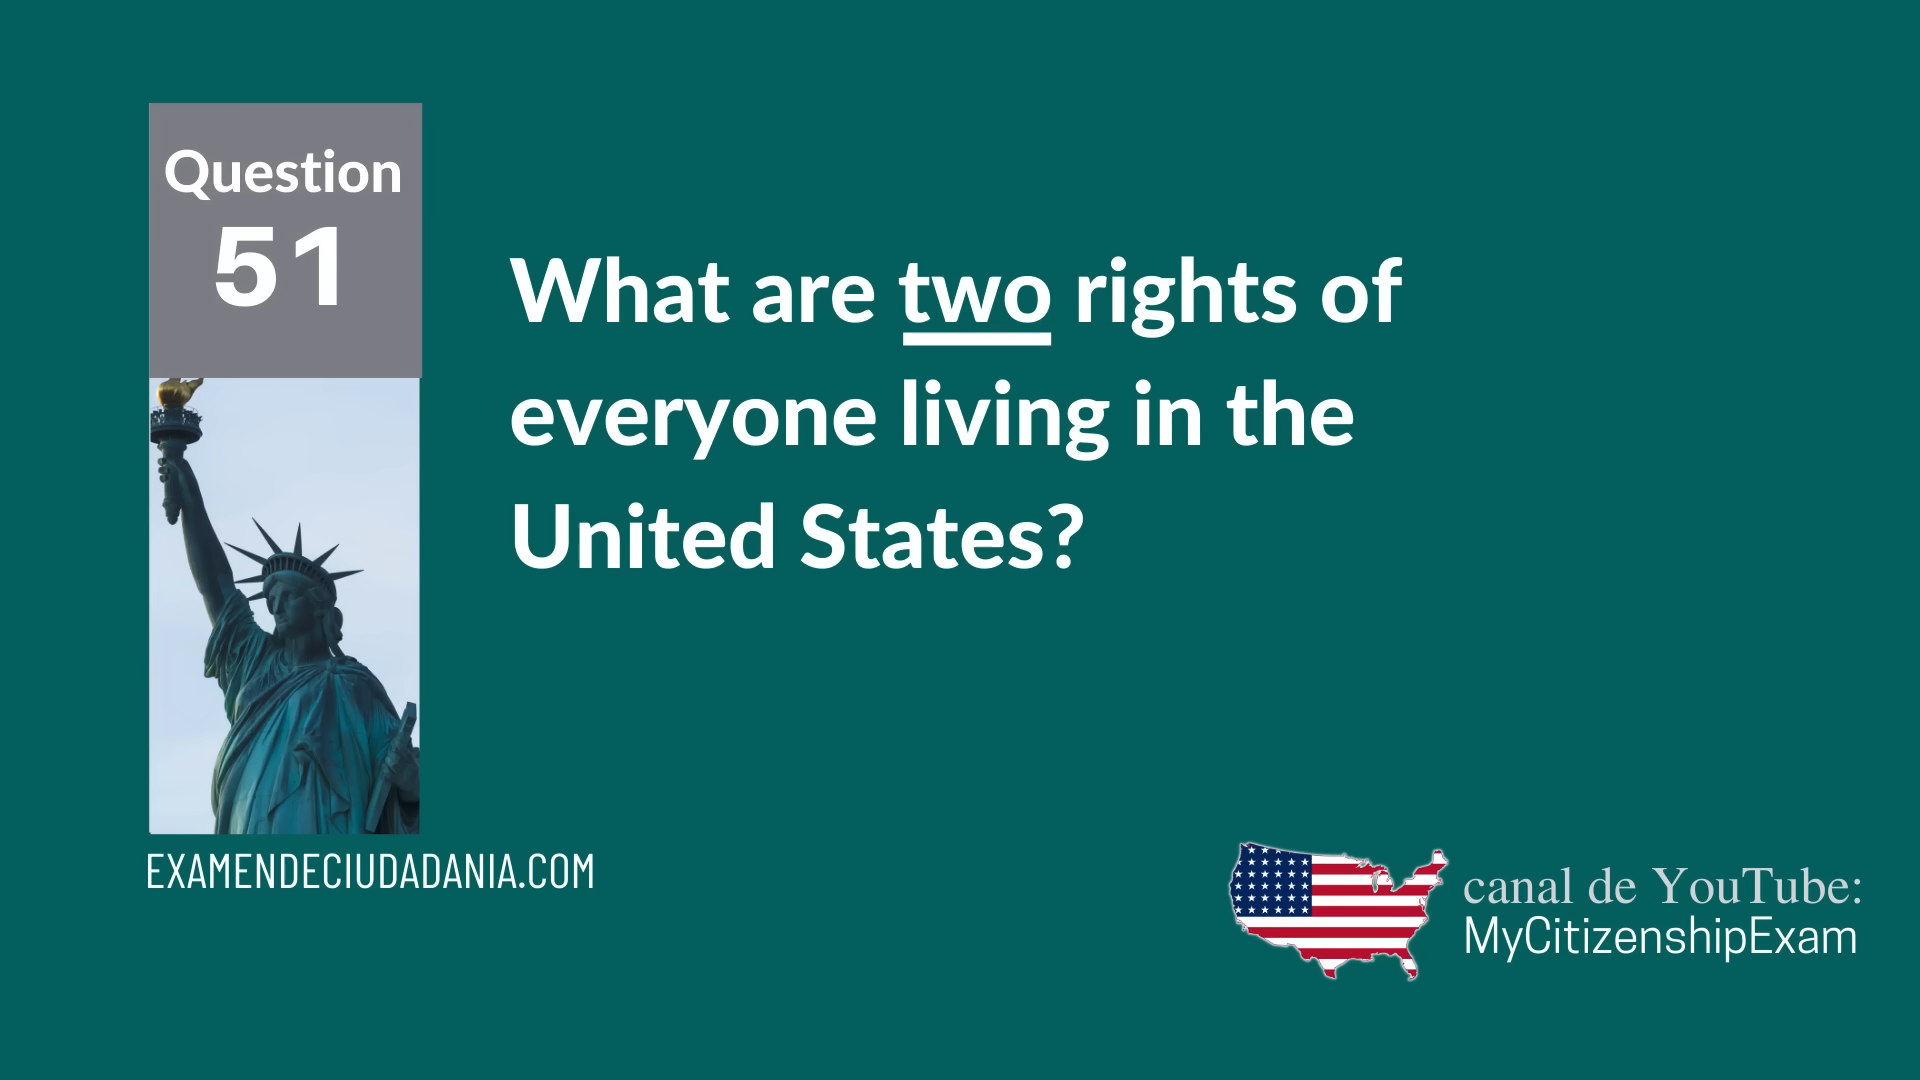 Question
51
What are two rights of
everyone living in the
United States?
EXAMENDECIUDADANIA.COM
canal de YouTube:
MyCitizenshipExam